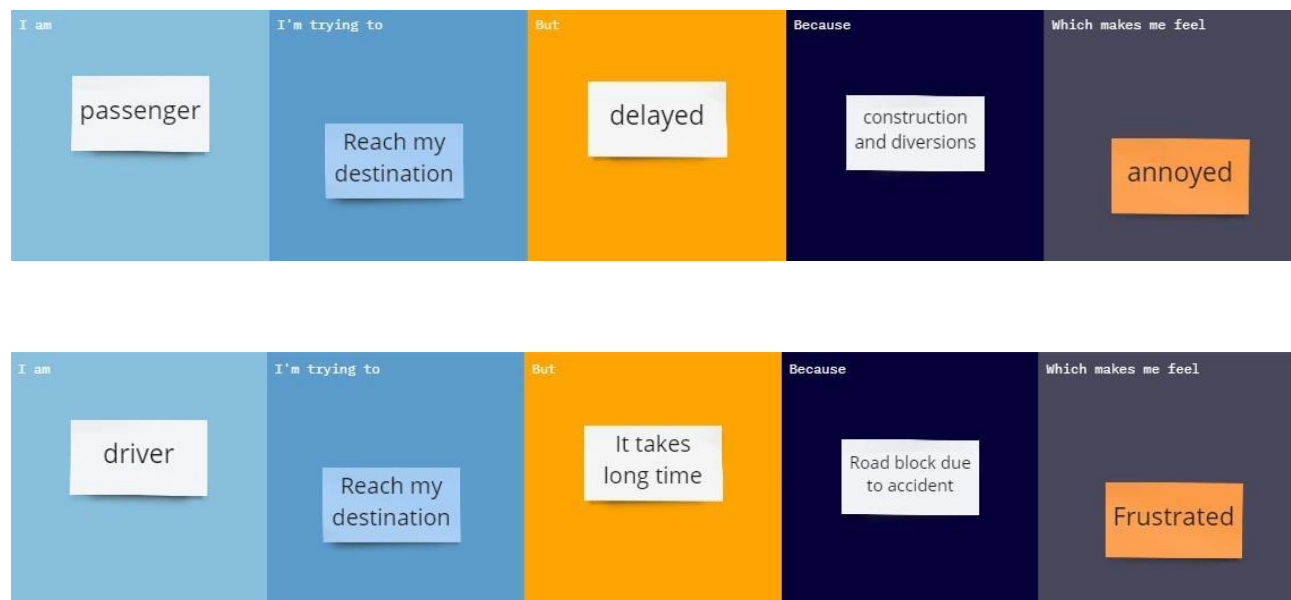 I am
I'm trying to
But
Because
Which makes me feel
passenger
Reach my
destination
delayed
construction
and diversions
annoyed
I am
I'm trying to
But
Because
Which makes me feel
driver
Reach my
destination
It takes
long time
Road block due
to accident
Frustrated